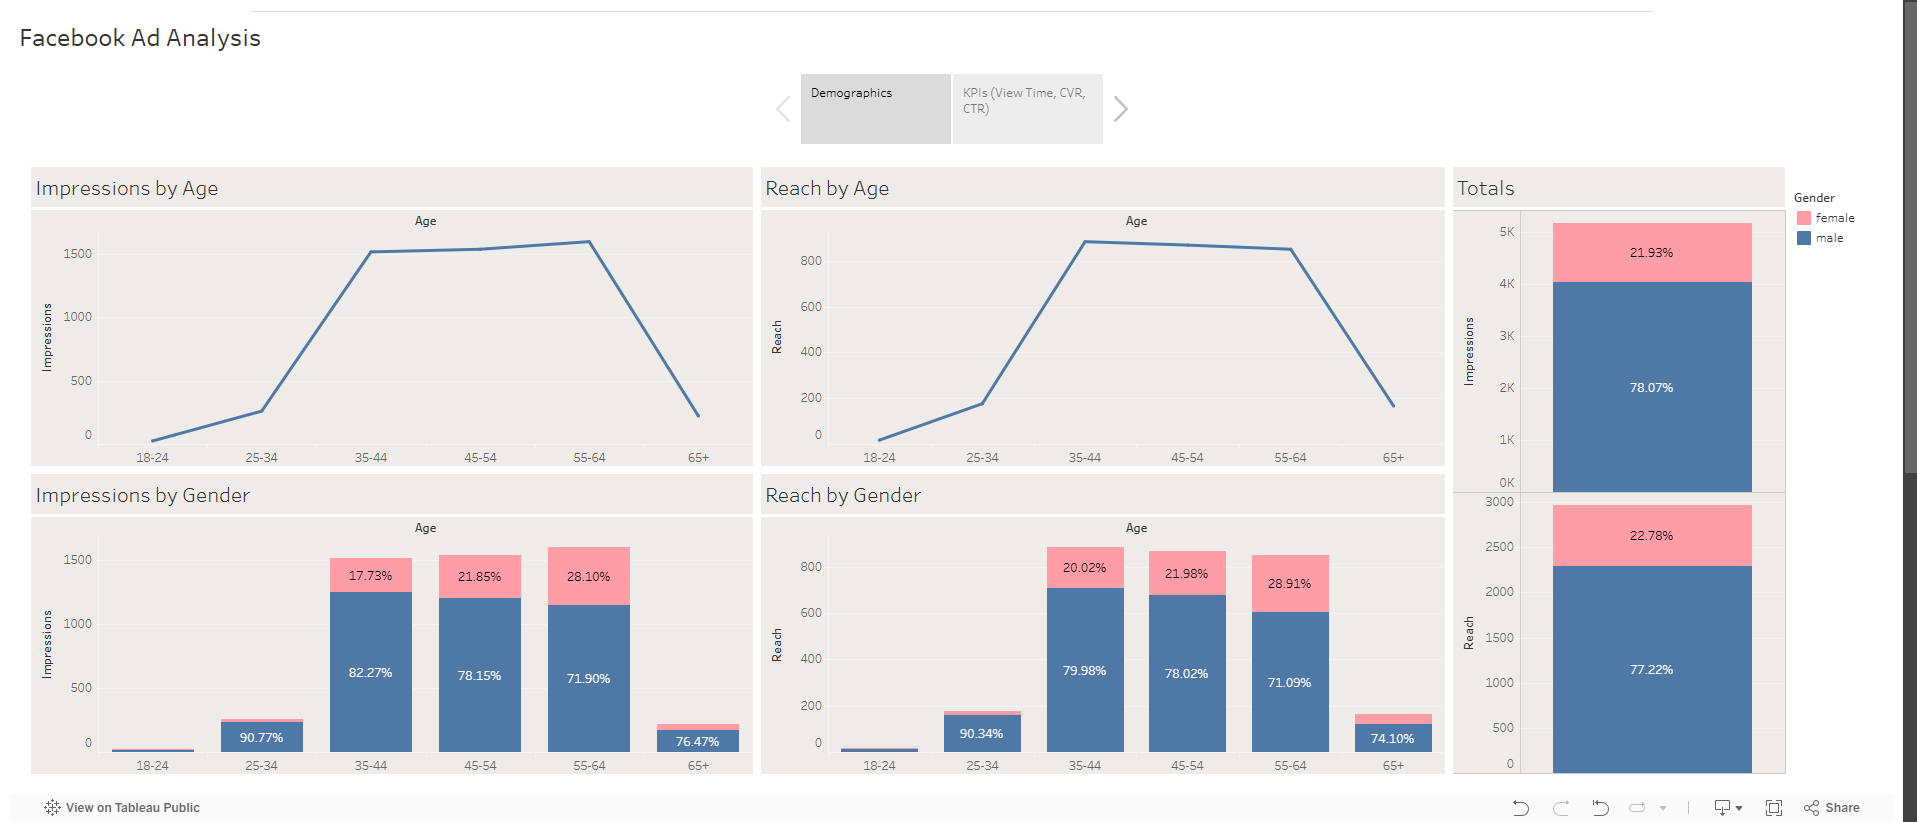 Facebook Ad Analysis
Demographics
KPIs (View Time, CVR,
CTR)
Impressions by Age
Age
Impressions
1500
1000
500
0
18-24
25-34
35-44
45-54
55-64
65+
Reach by Age
Age
Reach
800
600
400
200
0
18-24
25-34
35-44
45-54
55-64
65+
Totals
Impressions
5K
4K
3K
2K
1K
0K
21.93%
78.07%
Reach
3000
2500
2000
1500
1000
500
0
22.78%
77.22%
Gender
female
male
Impressions by Gender
Age
Impressions
1500
1000
500
0
90.77%
17.73%
82.27%
21.85%
78.15%
28.10%
71.90%
76.47%
18-24
25-34
35-44
45-54
55-64
65+
Reach by Gender
Age
Reach
800
600
400
200
0
90.34%
20.02%
79.98%
21.98%
78.02%
28.91%
71.09%
74.10%
18-24
25-34
35-44
45-54
55-64
65+
View on Tableau Public
Share